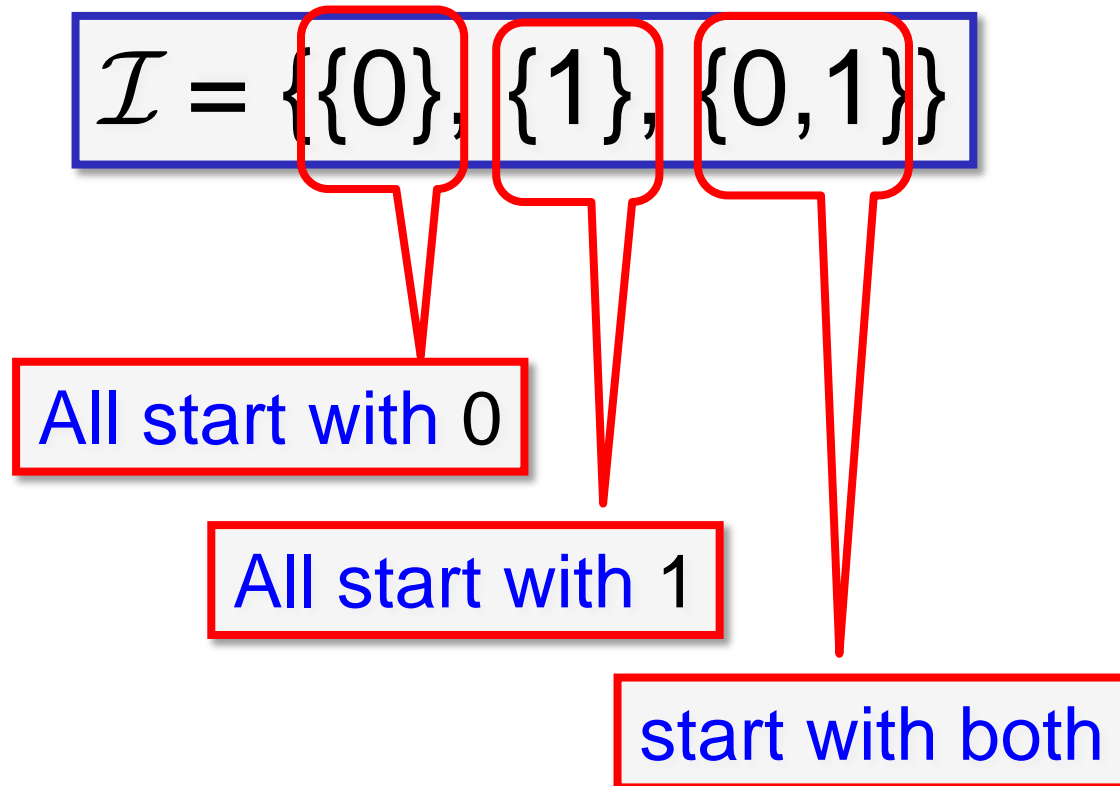 ℐ = {{0}, {1}, {0,1}}
All start with 0
All start with 1
start with both